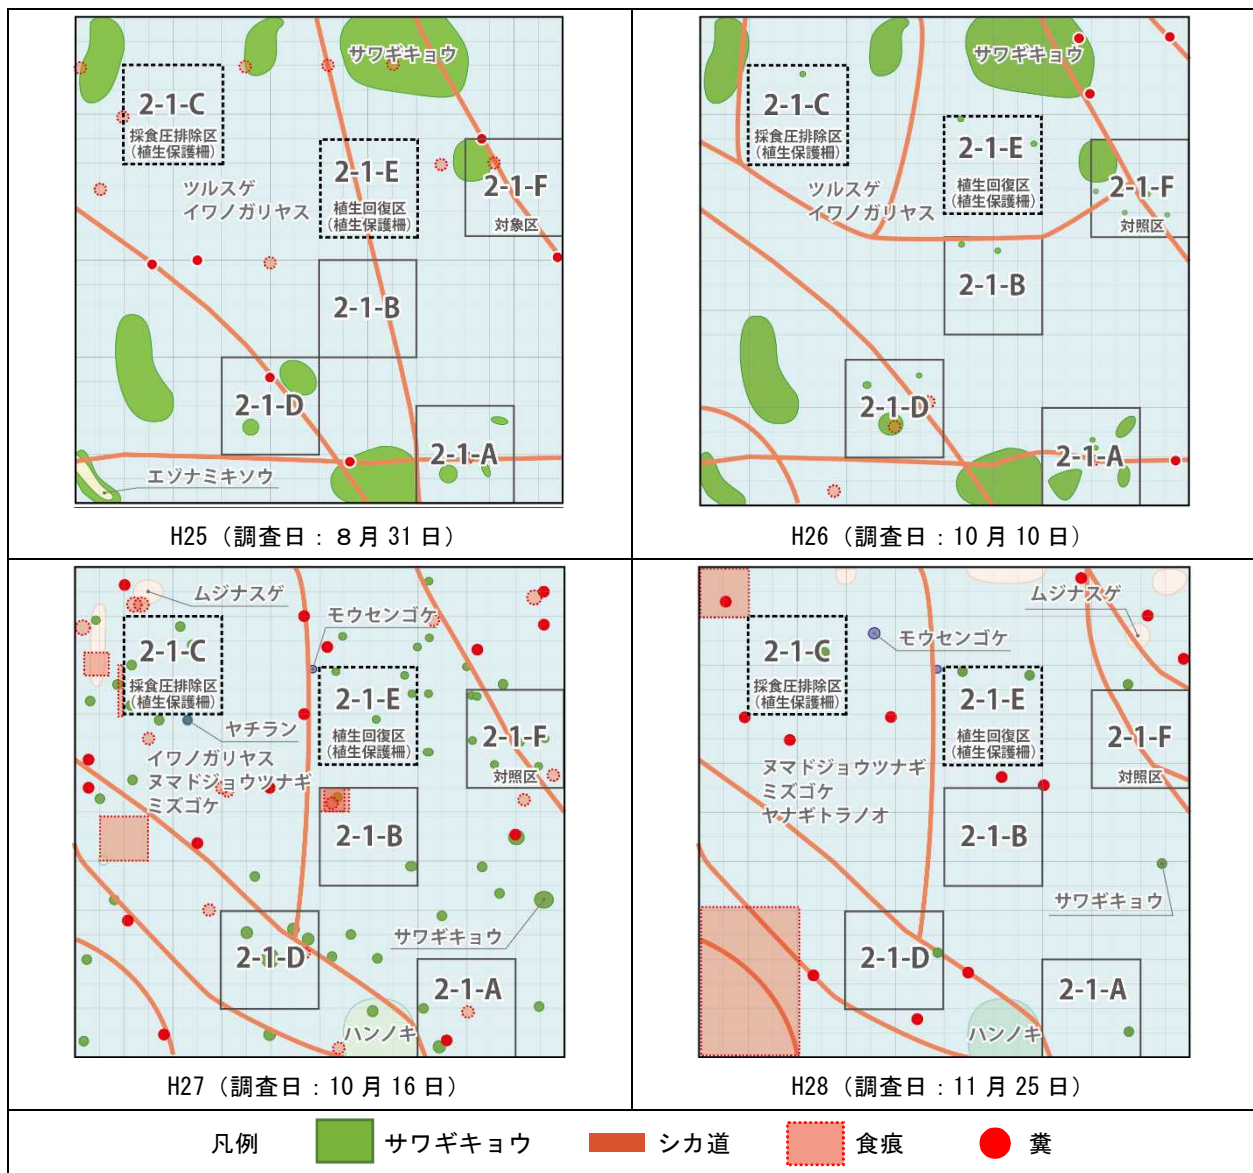 サワギキョウ
2-1-C
採食圧排除区
(植生保護柵)
2-1-E
植生回復区
(植生保護柵)
2-1-F
対象区
ツルスゲ
イワノガリヤス
2-1-B
2-1-D
2-1-A
エゾナミキソウ
H25（調査日：８月31日）
サワギキョウ
2-1-C
採食圧排除区
(植生保護柵)
2-1-E
植生回復区
(植生保護柵)
2-1-F
対照区
ツルスゲ
イワノガリヤス
2-1-B
2-1-D
2-1-A
H26（調査日：10月10日）
ムジナスゲ
モウセンゴケ
2-1-C
採食圧排除区
(植生保護柵)
2-1-E
植生回復区
(植生保護柵)
ヤチラン
2-1-F
対照区
イワノガリヤス
ヌマドジョウツナギ
ミズゴケ
2-1-B
サワギキョウ
2-1-D
2-1-A
ハンノキ
H27（調査日：10月16日）
ムジナスゲ
モウセンゴケ
2-1-C
採食圧排除区
(植生保護柵)
2-1-E
植生回復区
(植生保護柵)
2-1-F
対照区
ヌマドジョウツナギ
ミズゴケ
ヤナギトラノオ
2-1-B
サワギキョウ
2-1-D
2-1-A
ハンノキ
H28（調査日：11月25日）
凡例 サワギキョウ シカ道 食痕 糞